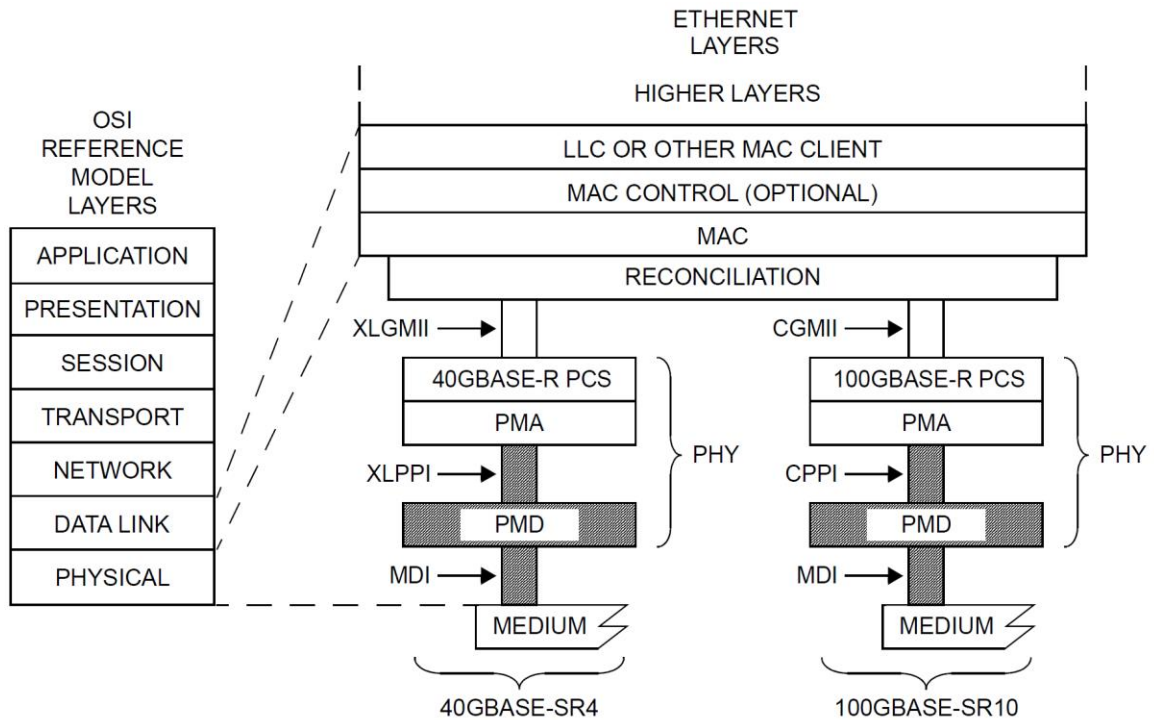 ETHERNET
LAYERS
HIGHER LAYERS
OSI
REFERENCE
MODEL
LAYERS
LLC OR OTHER MAC CLIENT
MAC CONTROL (OPTIONAL)
MAC
RECONCILIATION
APPLICATION
PRESENTATION
SESSION
TRANSPORT
NETWORK
DATA LINK
PHYSICAL
XLGMII
40GBASE-R PCS
PMA
XLPPI
PMD
MDI
MEDIUM
PHY
40GBASE-SR4
CGMII
100GBASE-R PCS
PMA
CPPI
PMD
MDI
MEDIUM
PHY
100GBASE-SR10